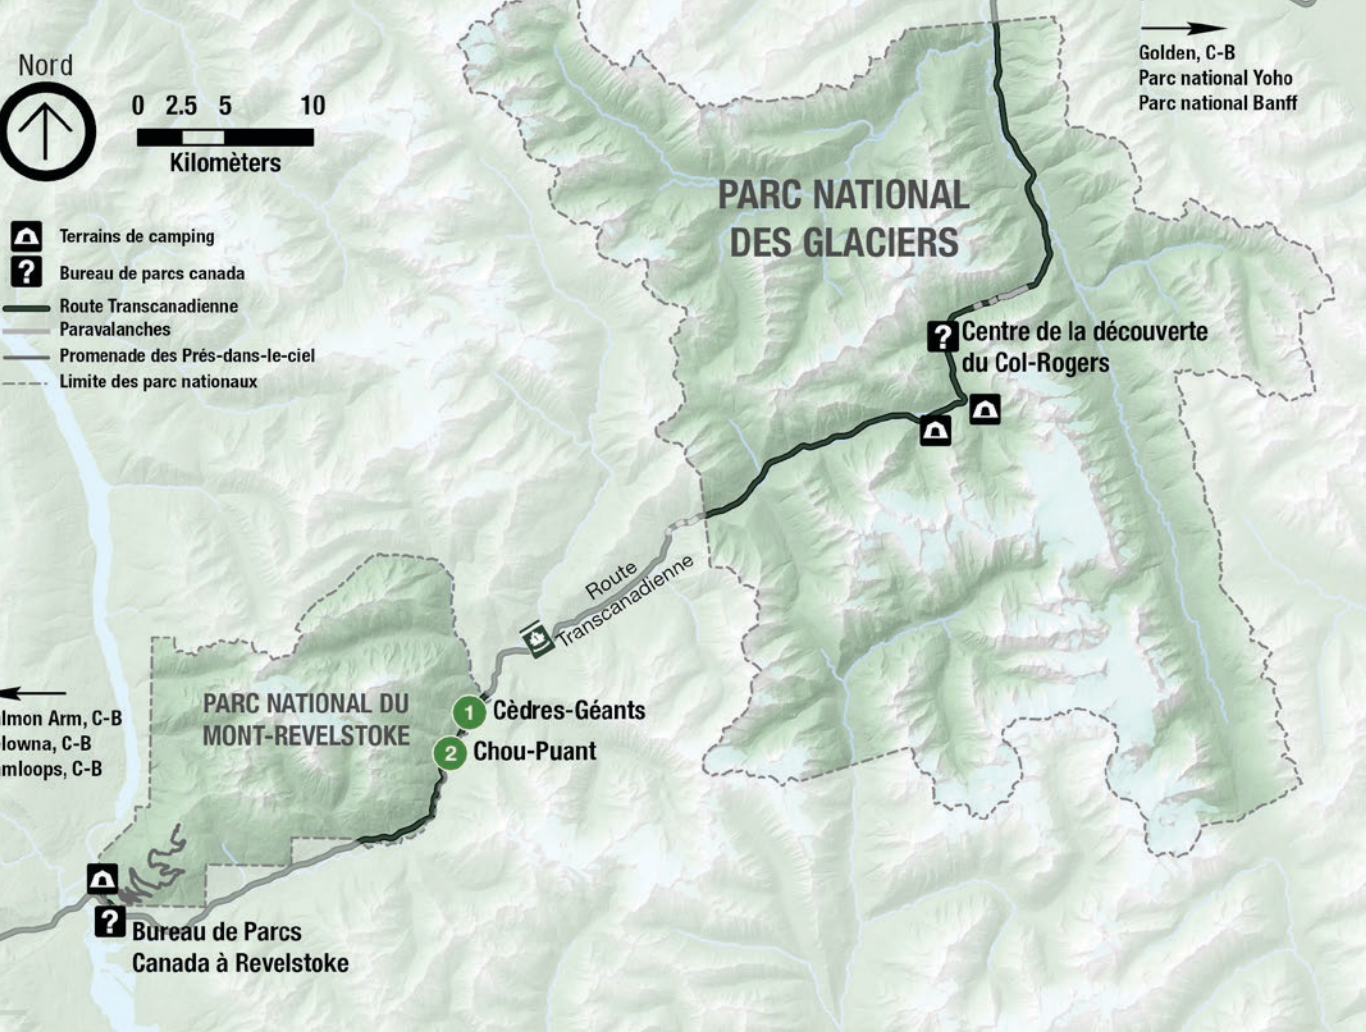 Nord
0 2.5 5 10
Kilomèters
Terrains de camping
Bureau de parcs canada
Route Transcanadienne
Paravalanches
Promenade des Prés-dans-le-ciel
Limite des parc nationaux
Golden, C-B
Parc national Yoho
Parc national Banff
PARC NATIONAL
DES GLACIERS
Centre de la découverte
du Col-Rogers
Route
Transcanadienne
PARC NATIONAL DU
MONT-REVELSTOKE
1 Cèdres-Géants
2 Chou-Puant
lmon Arm, C-B
lowna, C-B
mloops, C-B
Bureau de Parcs
Canada à Revelstoke